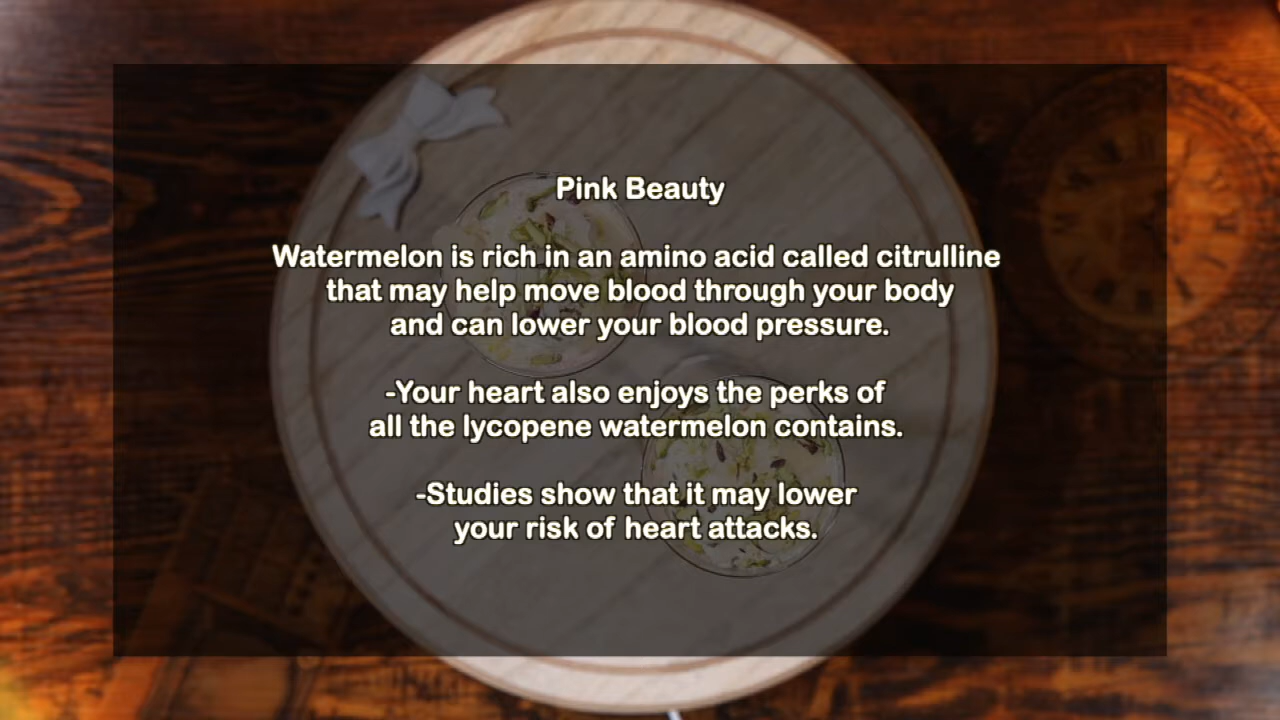 Pink Beauty
Watermelon is rich in an amino acid called citrulline
that may help move blood through your body
and can lower your blood pressure.
-Your heart also enjoys the perks of
all the lycopene watermelon contains.
-Studies show that it may lower
your risk of heart attacks.